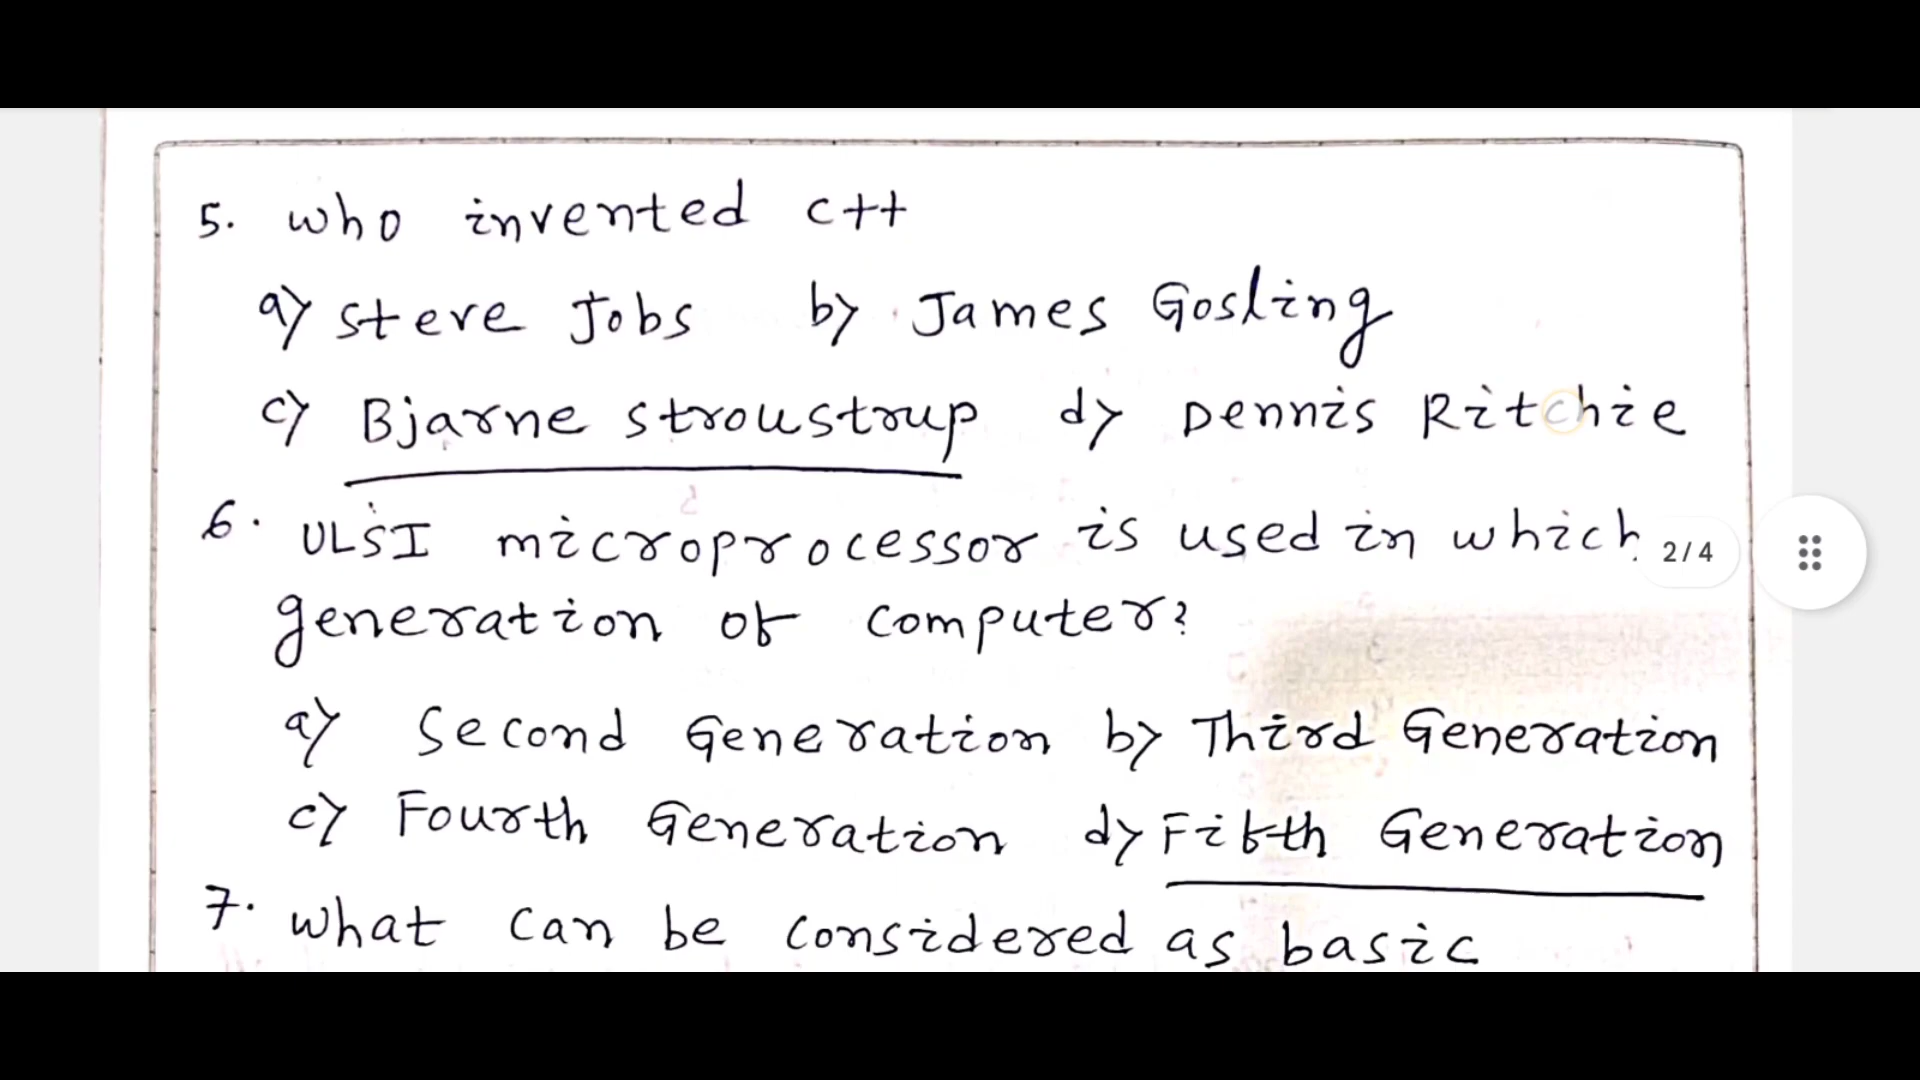 5. who invented c++
a) Steve Jobs b) James Gosling
c) Bjarne Stroustrup d) Dennis Ritchie
6. ULSI microprocessor is used in which
2/4
generation of computer?
a) Second Generation b) Third Generation
c) Fourth Generation d) Fifth Generation
7. what can be considered as basic